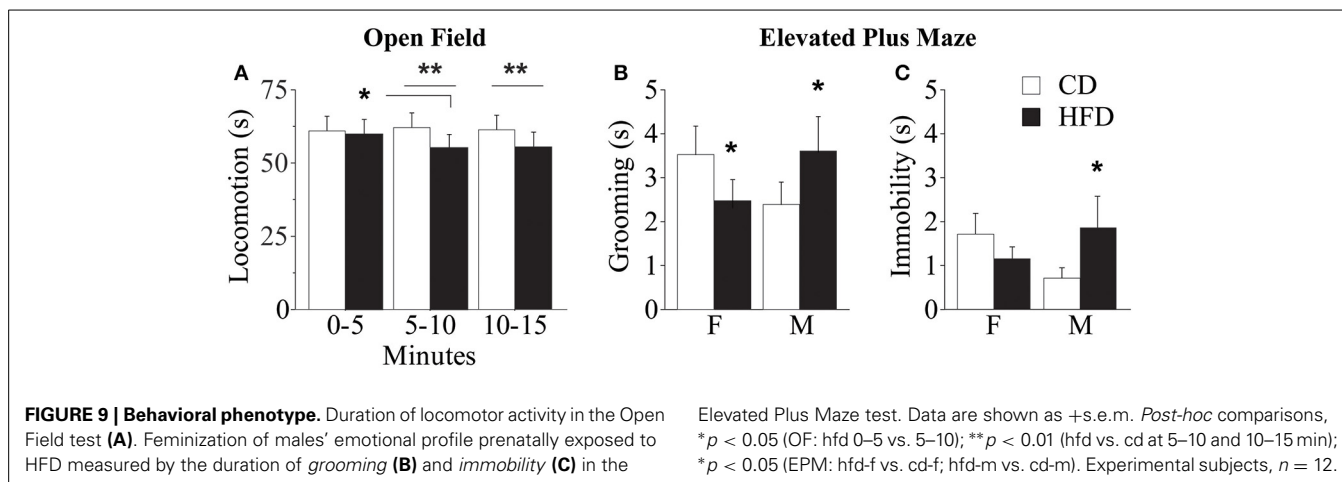 Open Field
Elevated Plus Maze
A
**
**
*
75
50
25
0
Locomotion (s)
0-5
5-10
10-15
Minutes
B
*
*
5
4
3
2
1
0
Grooming (s)
F
M
C
CD
HFD
*
5
4
3
2
1
0
Immobility (s)
F
M
FIGURE 9 | Behavioral phenotype. Duration of locomotor activity in the Open
Field test (A). Feminization of males' emotional profile prenatally exposed to
HFD measured by the duration of grooming (B) and immobility (C) in the
Elevated Plus Maze test. Data are shown as +s.e.m. Post-hoc comparisons,
*p < 0.05 (OF: hfd 0–5 vs. 5–10); **p < 0.01 (hfd vs. cd at 5–10 and 10–15 min);
*p < 0.05 (EPM: hfd-f vs. cd-f; hfd-m vs. cd-m). Experimental subjects, n = 12.